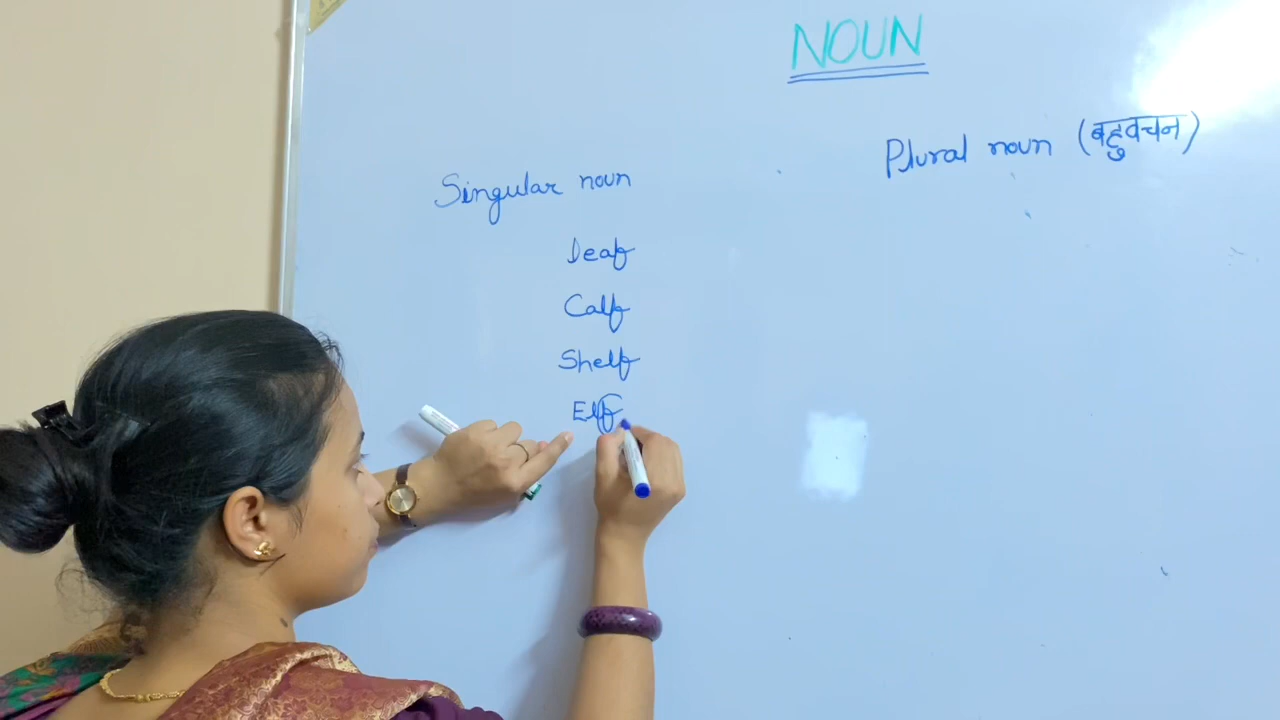 NOUN
Singular noun
Plural noun (बहुवचन)
leaf
Calf
Shelf
Elf